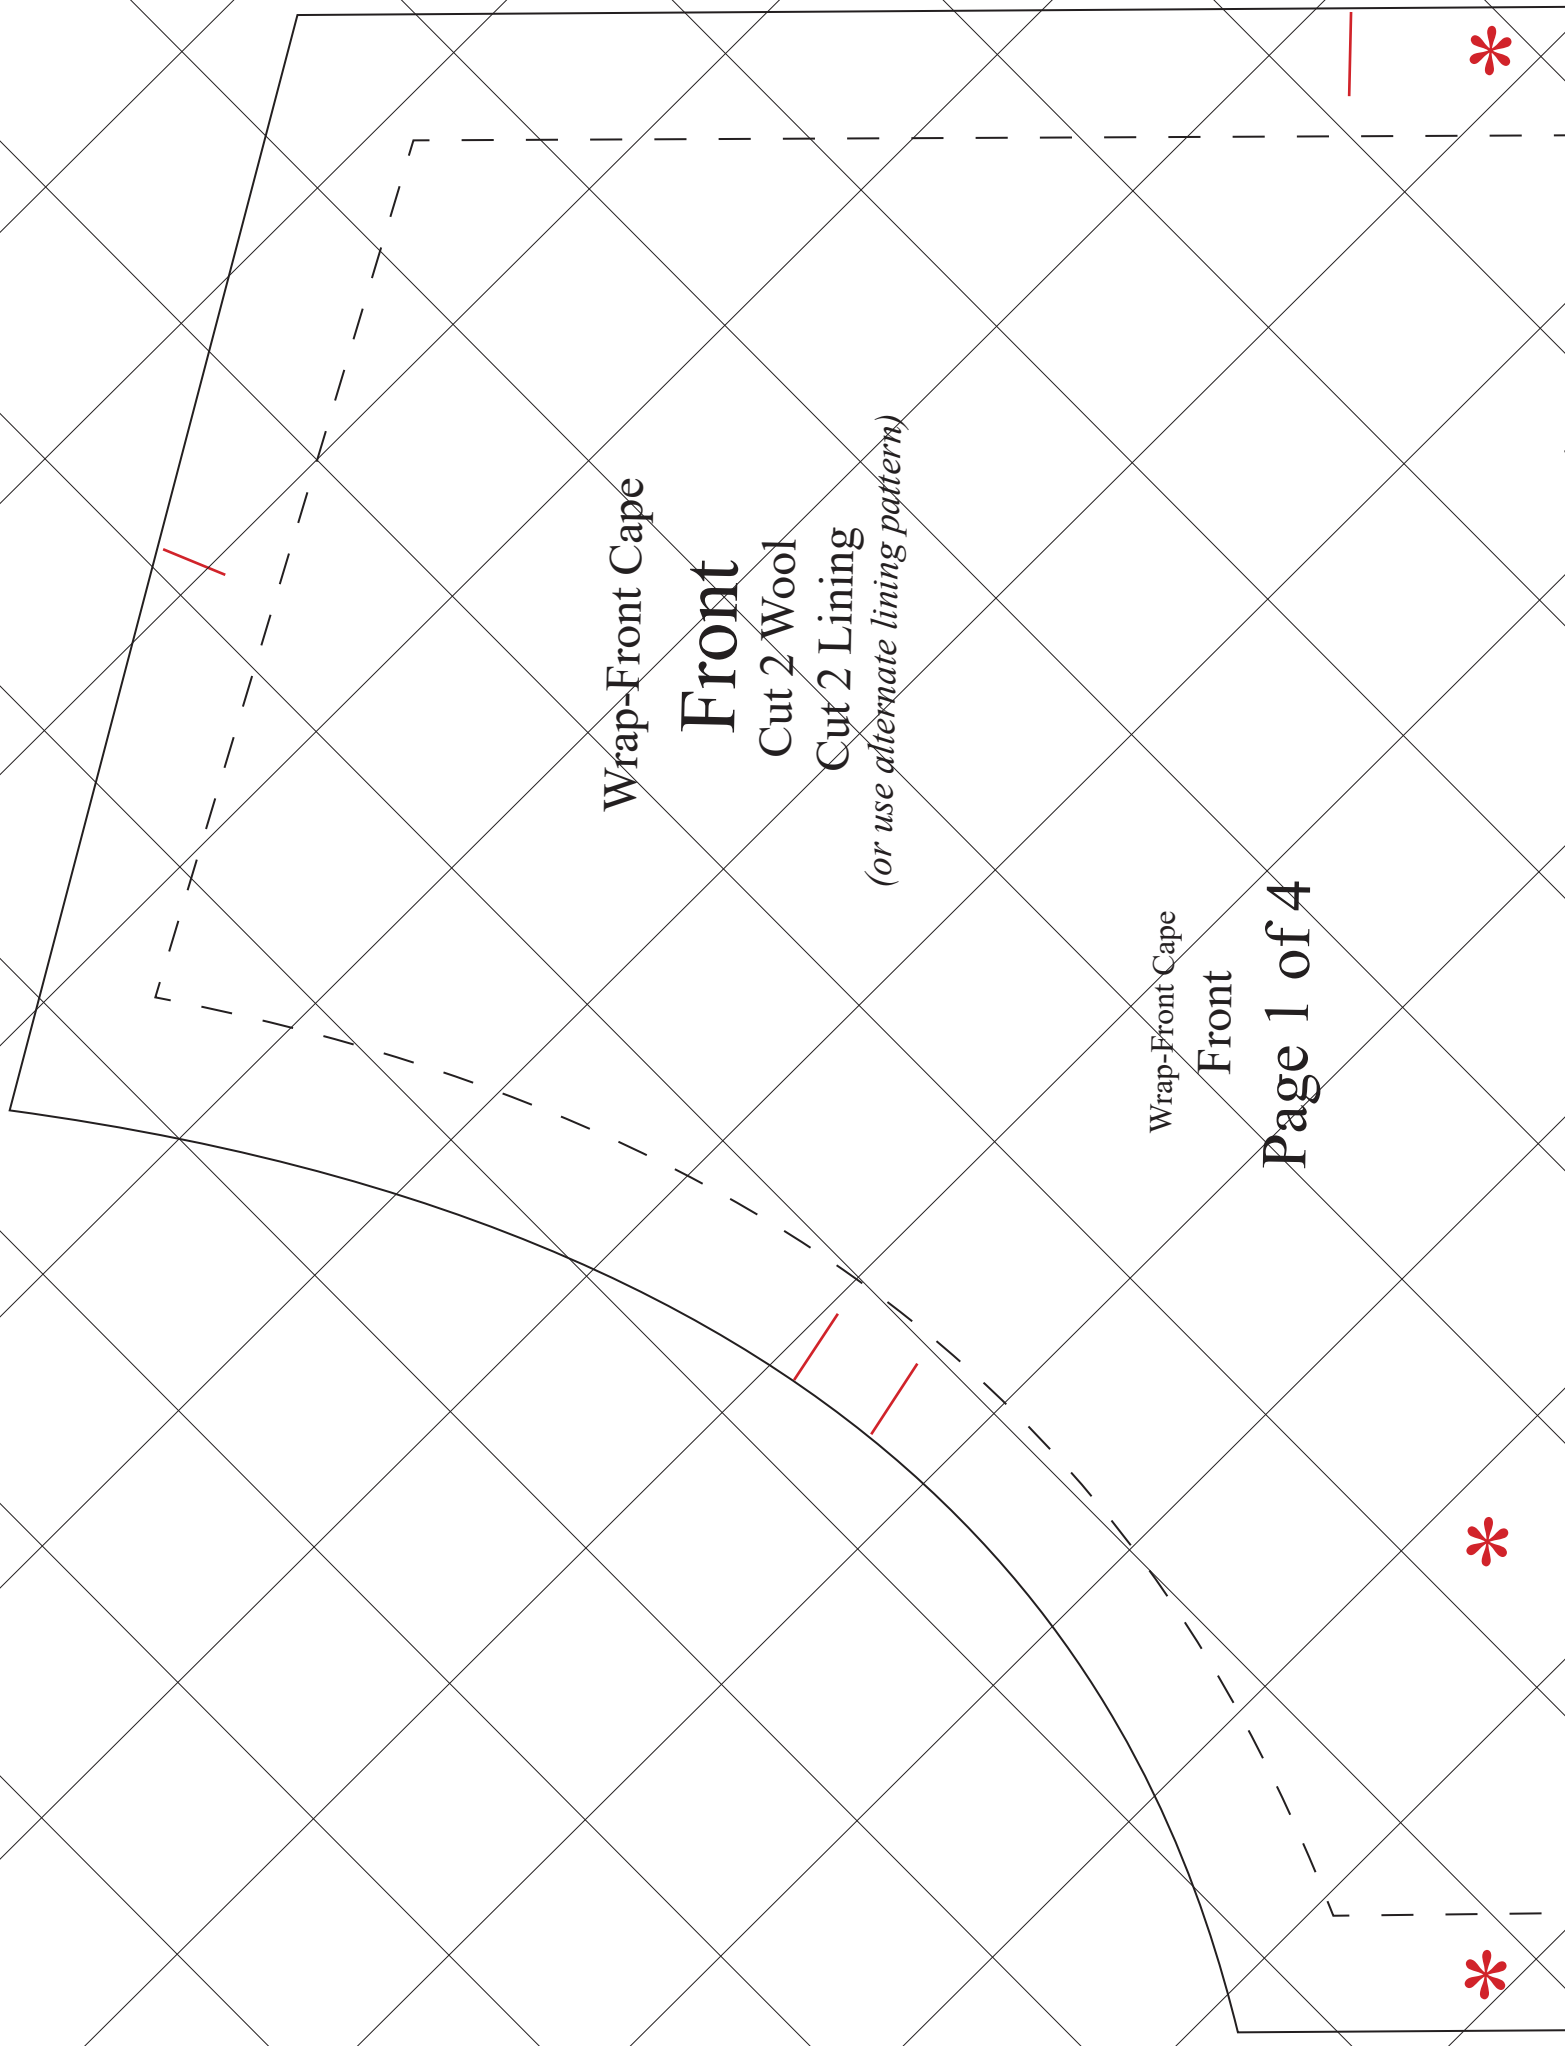 Wrap-Front Cape
Front
Cut 2 Wool
Cut 2 Lining
(or use alternate lining pattern)
Wrap-Front Cape
Front
Page 1 of 4
*
*
*